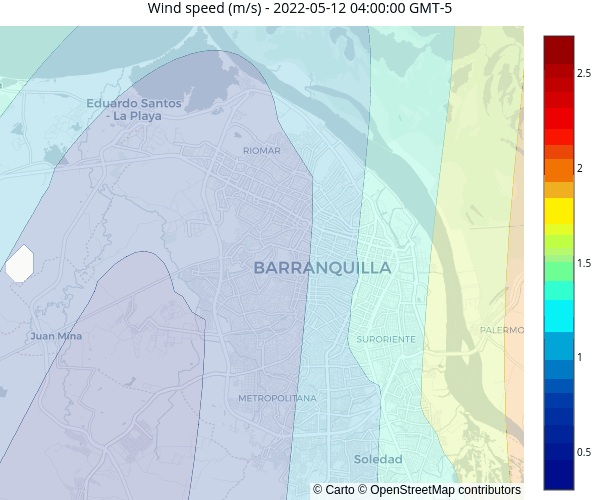 Wind speed (m/s) - 2022-05-12 04:00:00 GMT-5
Eduardo Santos
- La Playa
RIOMAR
BARRANQUILLA
Juan Mina
SURORIENTE
PALERMO
METROPOLITANA
Soledad
© Carto © OpenStreetMap contributors
2.5
2
1.5
1
0.5